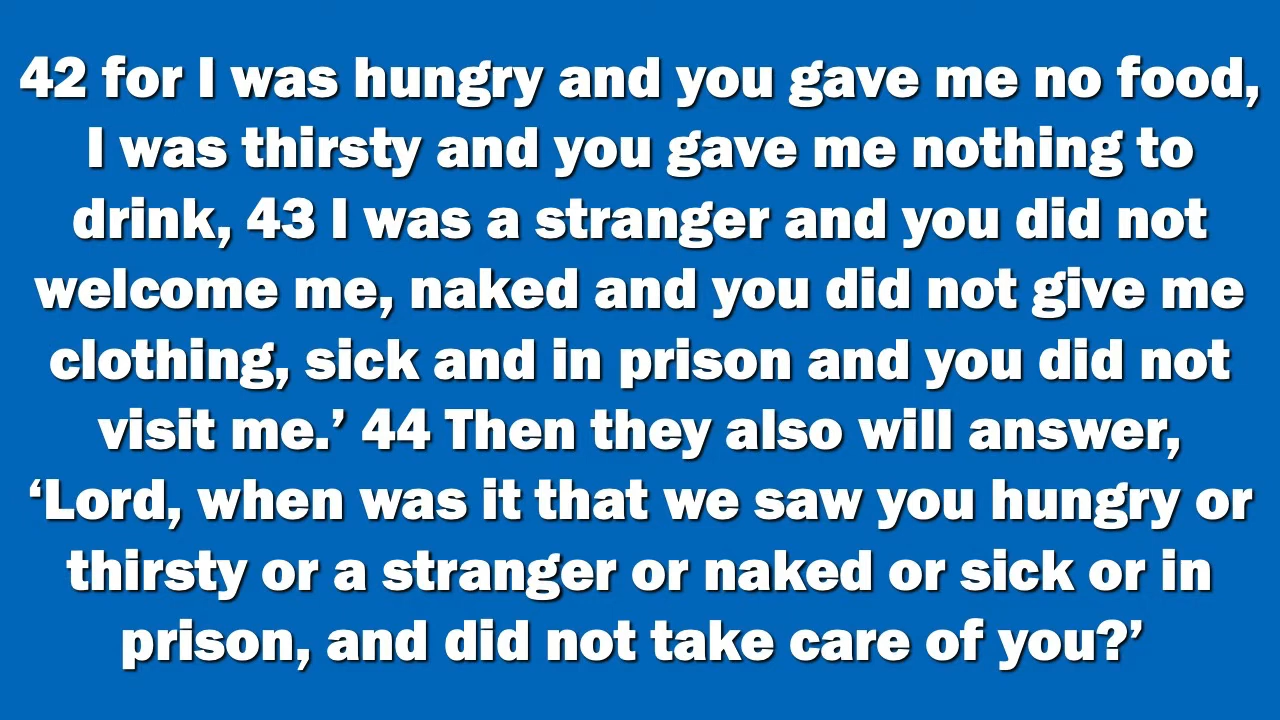 42 for I was hungry and you gave me no food,
I was thirsty and you gave me nothing to
drink, 43 I was a stranger and you did not
welcome me, naked and you did not give me
clothing, sick and in prison and you did not
visit me.’ 44 Then they also will answer,
‘Lord, when was it that we saw you hungry or
thirsty or a stranger or naked or sick or in
prison, and did not take care of you?’